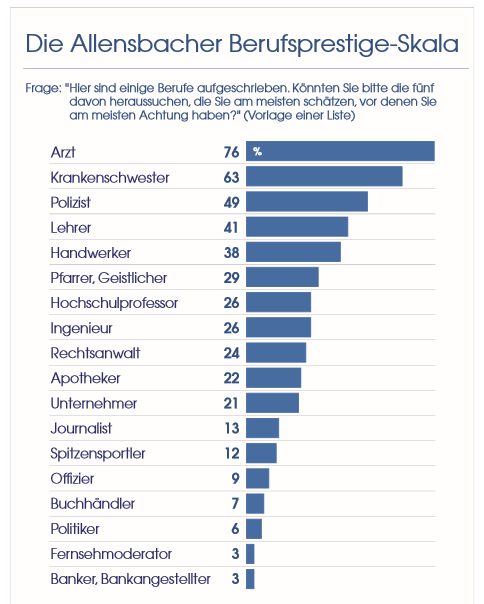 Die Allensbacher Berufsprestige-Skala
Frage: "Hier sind einige Berufe aufgeschrieben. Könnten Sie bitte die fünf
davon heraussuchen, die Sie am meisten schätzen, vor denen Sie
am meisten Achtung haben?" (Vorlage einer Liste)
Arzt 76 %
Krankenschwester 63
Polizist 49
Lehrer 41
Handwerker 38
Pfarrer, Geistlicher 29
Hochschulprofessor 26
Ingenieur 26
Rechtsanwalt 24
Apotheker 22
Unternehmer 21
Journalist 13
Spitzensportler 12
Offizier 9
Buchhändler 7
Politiker 6
Fernsehmoderator 3
Banker, Bankangestellter 3